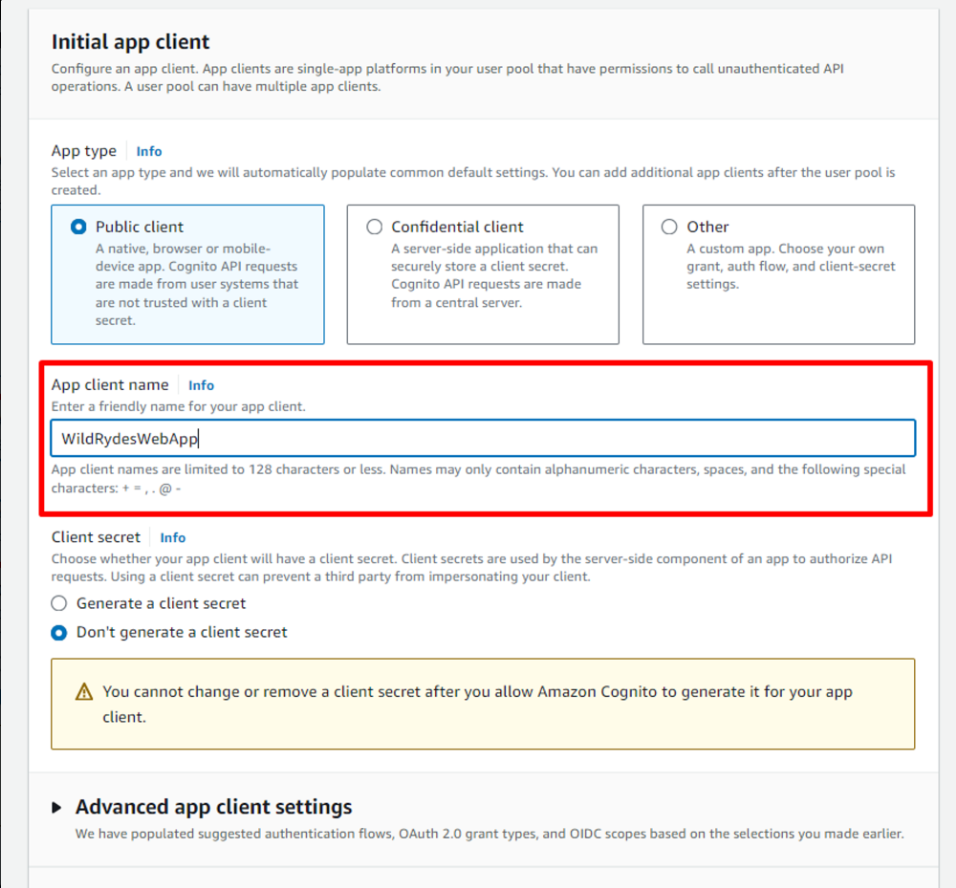 Initial app client
Configure an app client. App clients are single-app platforms in your user pool that have permissions to call unauthenticated API
operations. A user pool can have multiple app clients.
App type Info
Select an app type and we will automatically populate common default settings. You can add additional app clients after the user pool is
created.
Public client
A native, browser or mobile-
device app. Cognito API requests
are made from user systems that
are not trusted with a client
secret.
Confidential client
A server-side application that can
securely store a client secret.
Cognito API requests are made
from a central server.
Other
A custom app. Choose your own
grant, auth flow, and client-secret
settings.
App client name Info
Enter a friendly name for your app client.
WildRydesWebApp
App client names are limited to 128 characters or less. Names may only contain alphanumeric characters, spaces, and the following special
characters: + = , . @ -
Client secret Info
Choose whether your app client will have a client secret. Client secrets are used by the server-side component of an app to authorize API
requests. Using a client secret can prevent a third party from impersonating your client.
Generate a client secret
Don't generate a client secret
You cannot change or remove a client secret after you allow Amazon Cognito to generate it for your app
client.
Advanced app client settings
We have populated suggested authentication flows, OAuth 2.0 grant types, and OIDC scopes based on the selections you made earlier.